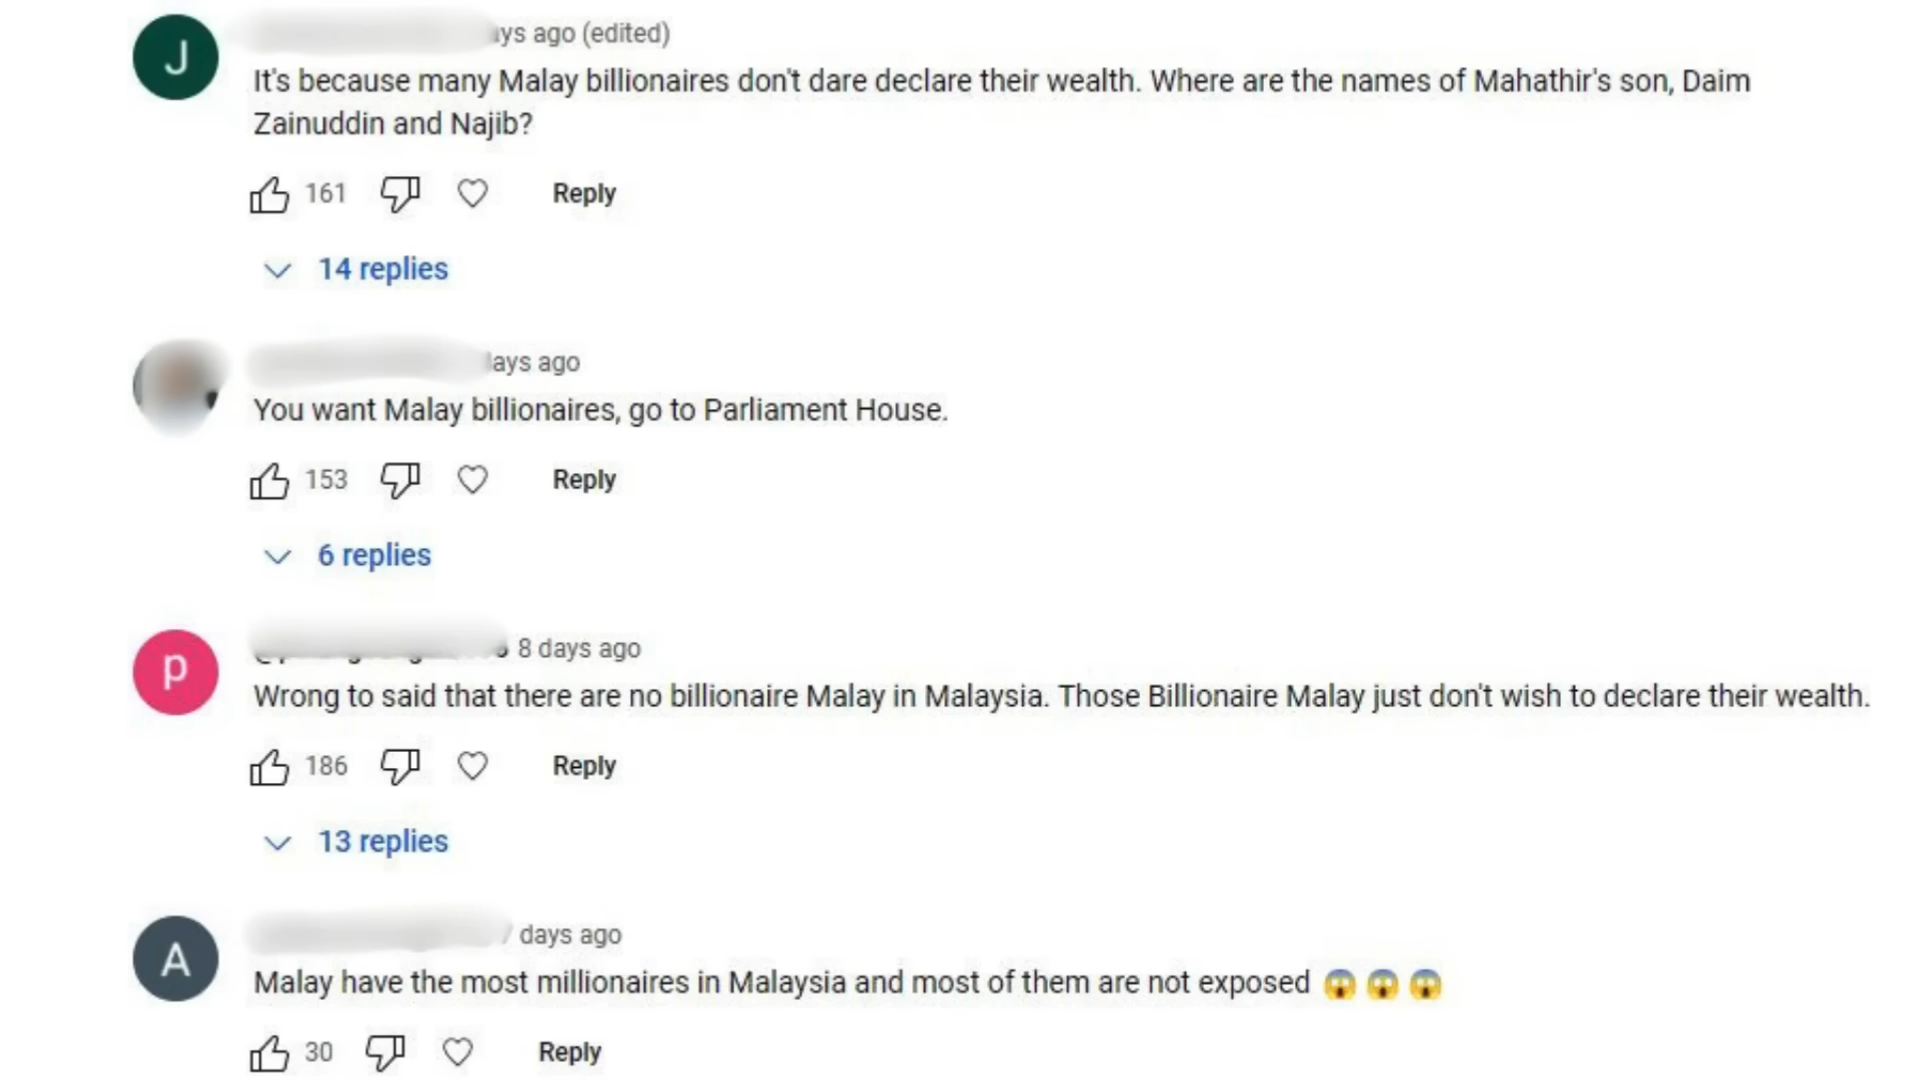 J
ays ago (edited)
It's because many Malay billionaires don't dare declare their wealth. Where are the names of Mahathir's son, Daim
Zainuddin and Najib?
161 Reply
14 replies
days ago
You want Malay billionaires, go to Parliament House.
153 Reply
6 replies
p
8 days ago
Wrong to said that there are no billionaire Malay in Malaysia. Those Billionaire Malay just don't wish to declare their wealth.
186 Reply
13 replies
A
days ago
Malay have the most millionaires in Malaysia and most of them are not exposed 😱 😱 😱
30 Reply